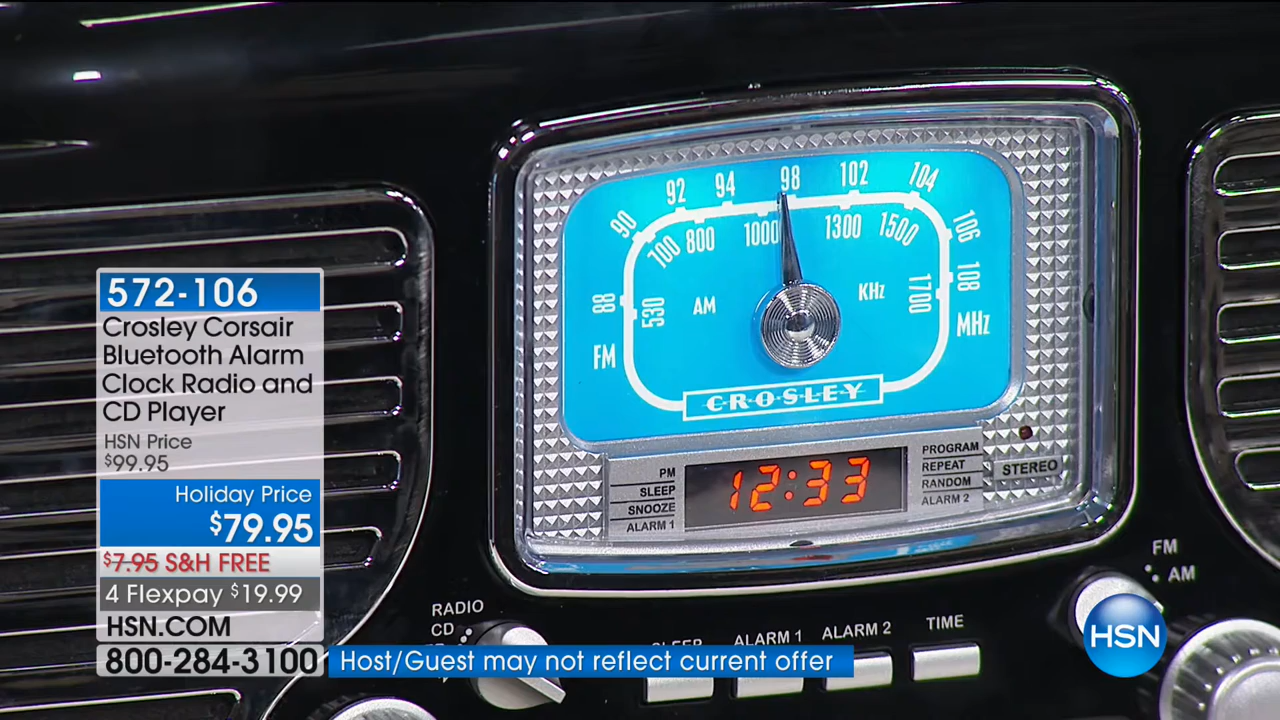 92 94 98 102 104
90 106
700 800 1000 1300 1500
88 530 AM KHz 1700 108
FM MHz
CROSLEY
PM
SLEEP
SNOOZE
ALARM 1
12:33
PROGRAM
REPEAT
RANDOM
ALARM 2
STEREO
572-106
Crosley Corsair
Bluetooth Alarm
Clock Radio and
CD Player
HSN Price
$99.95
Holiday Price
$79.95
$7.95 S&H FREE
4 Flexpay $19.99
HSN.COM
800-284-3100
Host/Guest may not reflect current offer
RADIO
CD
SLEEP ALARM 1 ALARM 2 TIME
FM
AM
HSN